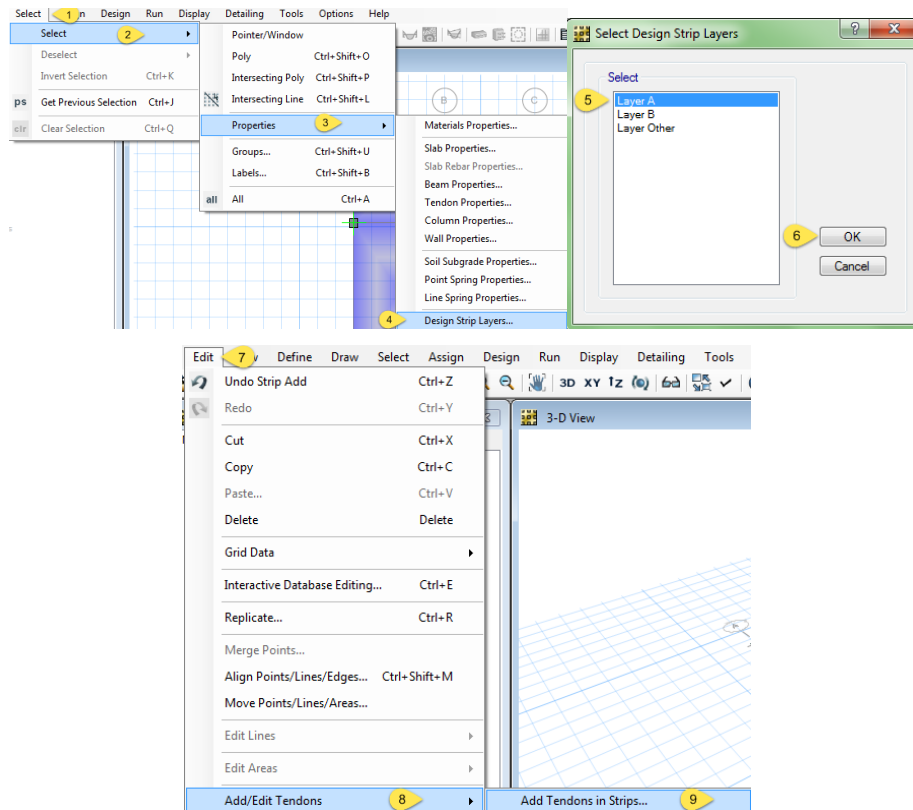 Select 1 n Design Run Display Detailing Tools Options Help
Select 2
Deselect
Invert Selection Ctrl+K
ps Get Previous Selection Ctrl+J
clr Clear Selection Ctrl+Q
Pointer/Window
Poly Ctrl+Shift+O
Intersecting Poly Ctrl+Shift+P
Intersecting Line Ctrl+Shift+L
Properties 3
Groups... Ctrl+Shift+U
Labels... Ctrl+Shift+B
all All Ctrl+A
B C
Materials Properties...
Slab Properties...
Slab Rebar Properties...
Beam Properties...
Tendon Properties...
Column Properties...
Wall Properties...
Soil Subgrade Properties...
Point Spring Properties...
Line Spring Properties...
4 Design Strip Layers...
Select Design Strip Layers ? X
Select
5 Layer A
Layer B
Layer Other
6 OK
Cancel
Edit 7 v Define Draw Select Assign Design Run Display Detailing Tools
3D XY
3-D View
Undo Strip Add Ctrl+Z
Redo Ctrl+Y
Cut Ctrl+X
Copy Ctrl+C
Paste... Ctrl+V
Delete Delete
Grid Data
Interactive Database Editing... Ctrl+E
Replicate... Ctrl+R
Merge Points...
Align Points/Lines/Edges... Ctrl+Shift+M
Move Points/Lines/Areas...
Edit Lines
Edit Areas
Add/Edit Tendons 8
Add Tendons in Strips... 9